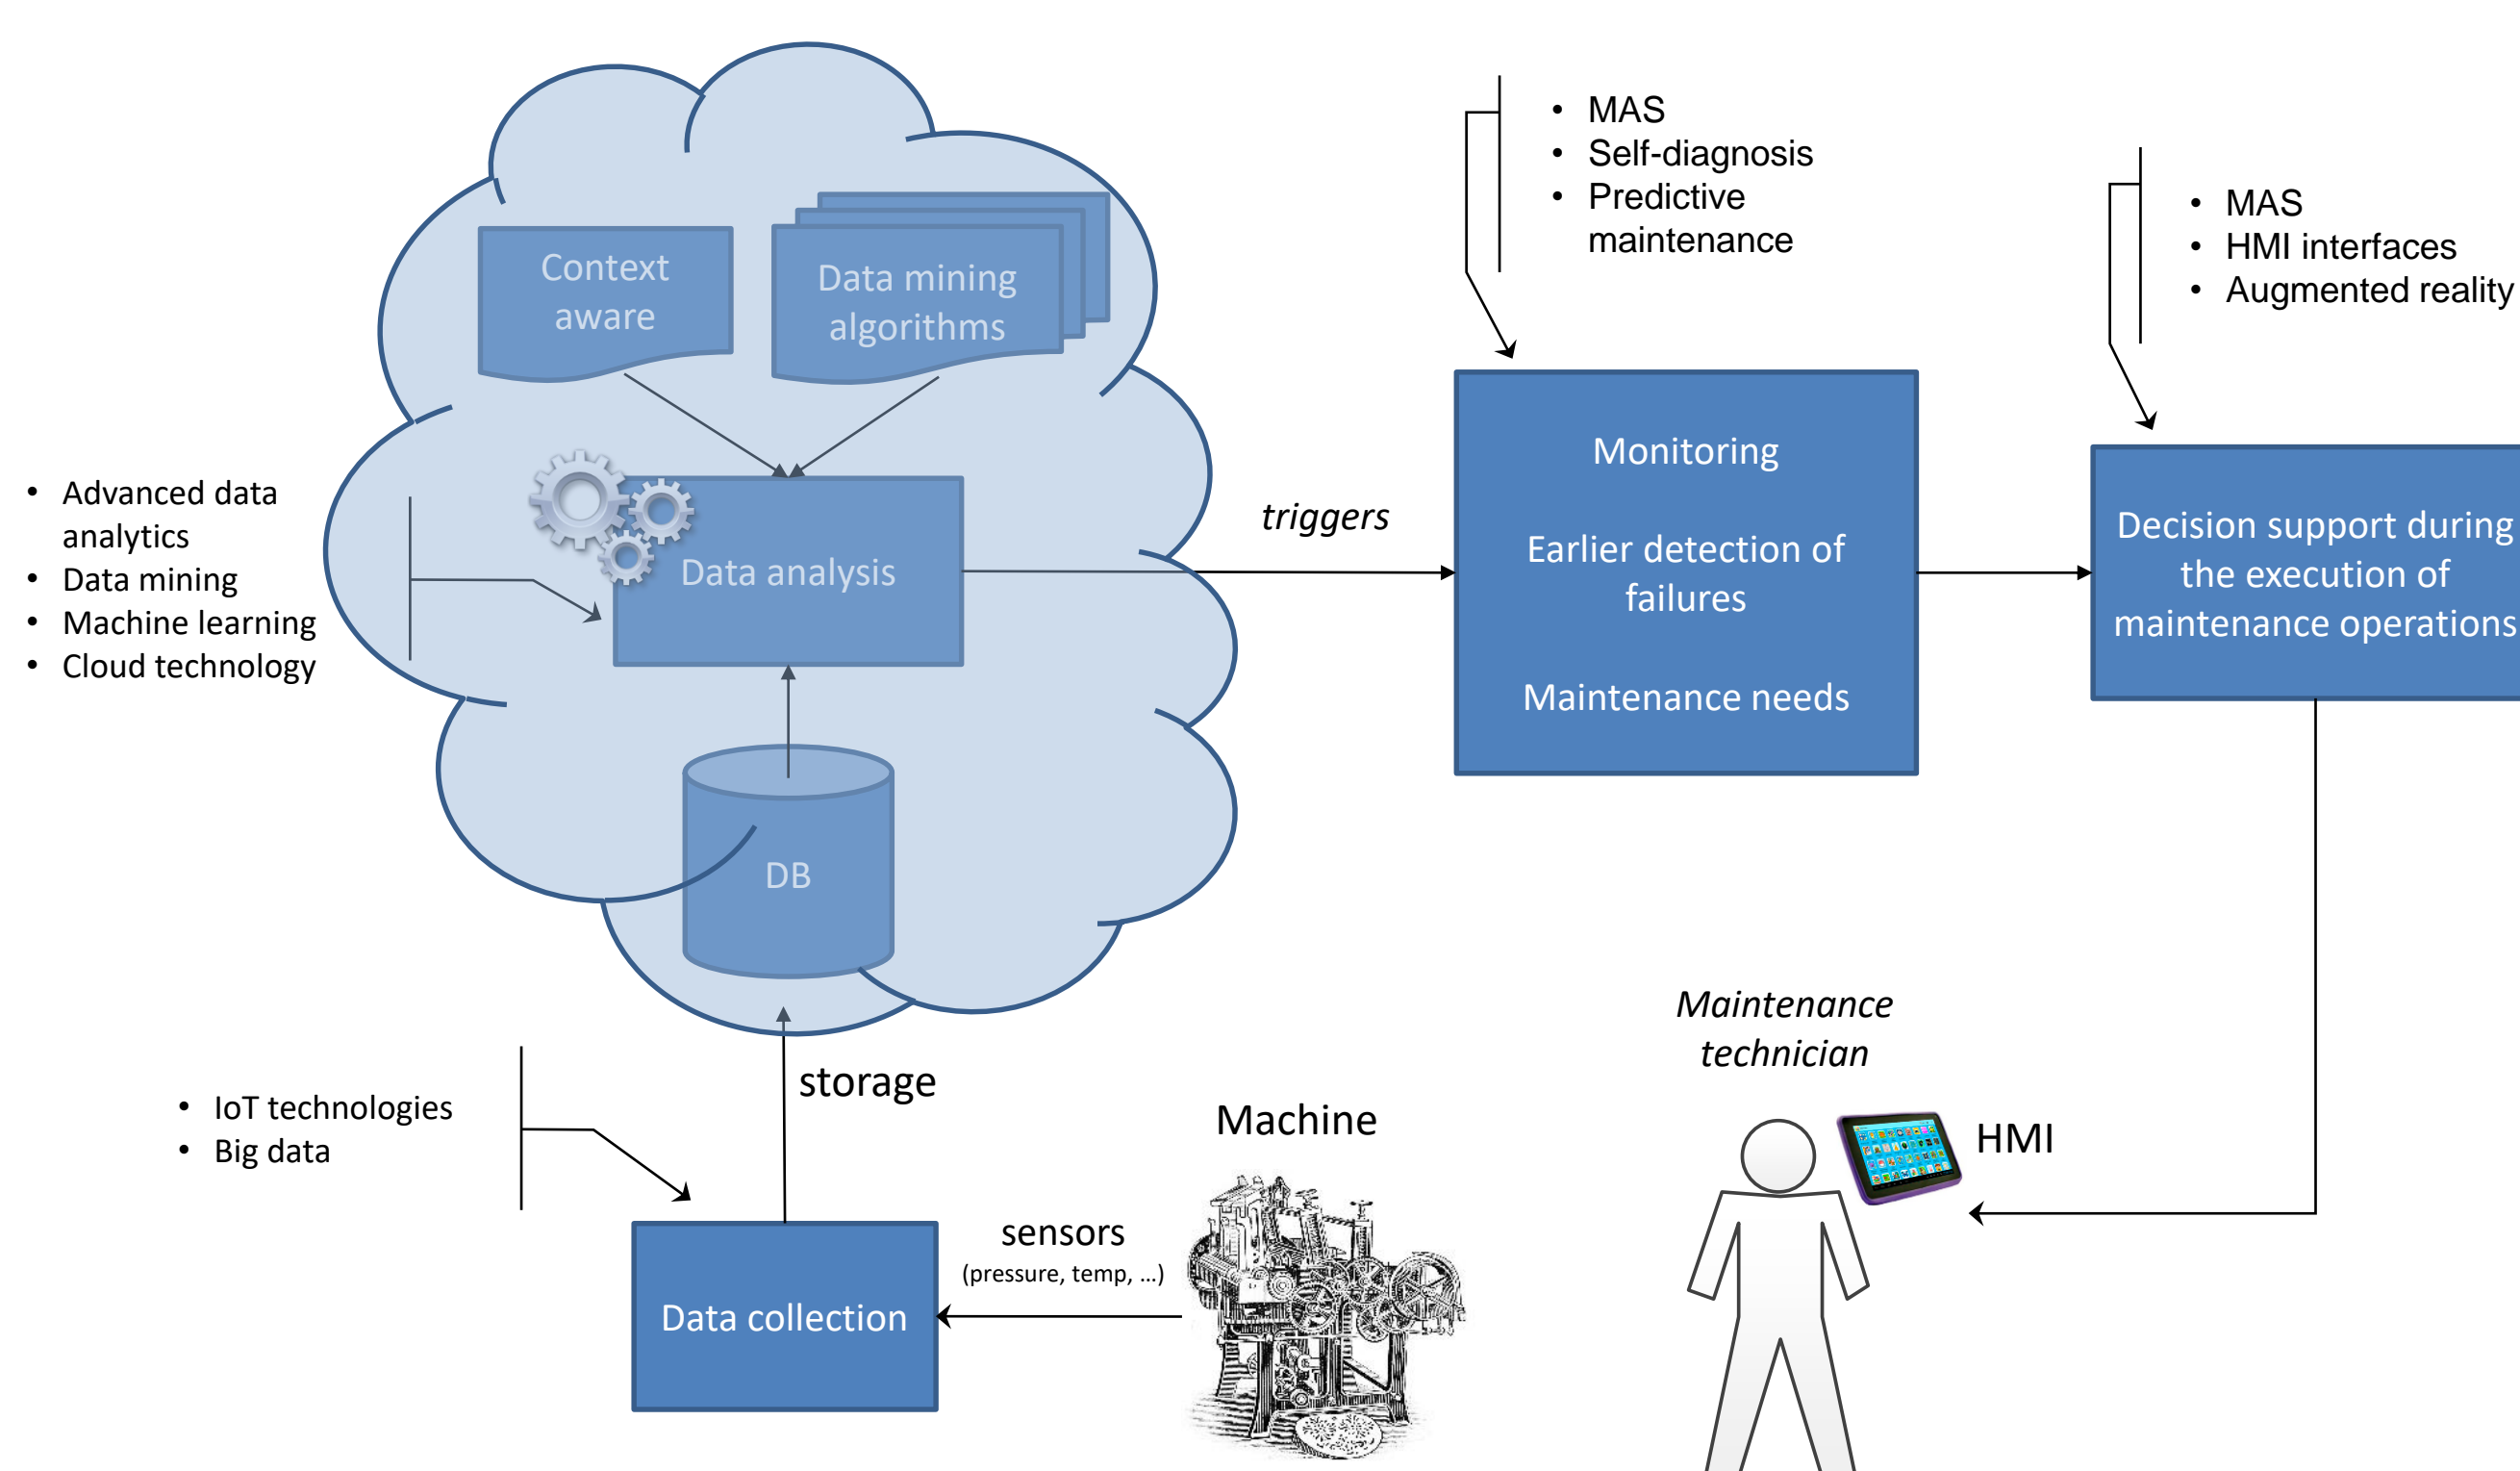 • MAS
• Self-diagnosis
• Predictive
maintenance
• MAS
• HMI interfaces
• Augmented reality
Context
aware
Data mining
algorithms
• Advanced data
analytics
• Data mining
• Machine learning
• Cloud technology
Data analysis
triggers
Monitoring
Earlier detection of
failures
Maintenance needs
Decision support during
the execution of
maintenance operations
DB
storage
• IoT technologies
• Big data
Data collection
sensors
(pressure, temp, ...)
Machine
Maintenance
technician
HMI